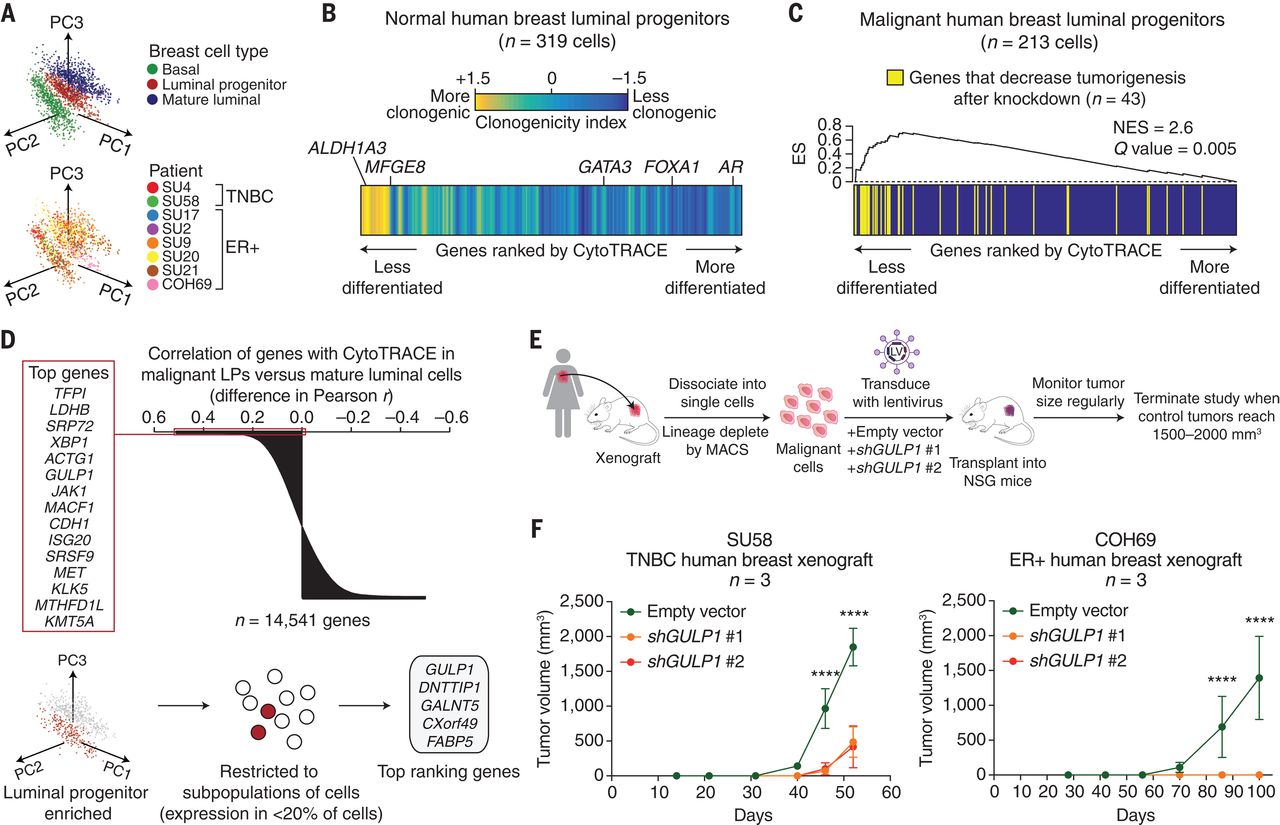 A
PC3
PC2
PC1
Breast cell type
Basal
Luminal progenitor
Mature luminal
PC3
PC2
PC1
Patient
SU4
SU58
SU17
SU2
SU9
SU20
SU21
COH69
TNBC
ER+
B
Normal human breast luminal progenitors
(n = 319 cells)
+1.5 0 −1.5
More
clonogenic
Less
clonogenic
Clonogenicity index
ALDH1A3
MFGE8 GATA3 FOXA1 AR
Genes ranked by CytoTRACE
Less
differentiated
More
differentiated
C
Malignant human breast luminal progenitors
(n = 213 cells)
Genes that decrease tumorigenesis
after knockdown (n = 43)
NES = 2.6
Q value = 0.005
ES
0.8
0.6
0.4
0.2
0
Genes ranked by CytoTRACE
Less
differentiated
More
differentiated
D
Top genes
TFPI
LDHB
SRP72
XBP1
ACTG1
GULP1
JAK1
MACF1
CDH1
ISG20
SRSF9
MET
KLK5
MTHFD1L
KMT5A
Correlation of genes with CytoTRACE in
malignant LPs versus mature luminal cells
(difference in Pearson r)
0.6 0.4 0.2 0.0 −0.2 −0.4 −0.6
n = 14,541 genes
PC3
PC2
PC1
Luminal progenitor
enriched
Restricted to
subpopulations of cells
(expression in <20% of cells)
GULP1
DNTTIP1
GALNT5
CXorf49
FABP5
Top ranking genes
E
Xenograft
Dissociate into
single cells
Lineage deplete
by MACS
Malignant
cells
LV
Transduce
with lentivirus
+Empty vector
+shGULP1 #1
+shGULP1 #2
Transplant into
NSG mice
Monitor tumor
size regularly
Terminate study when
control tumors reach
1500–2000 mm³
F
SU58
TNBC human breast xenograft
n = 3
Tumor volume (mm³)
2,500
2,000
1,500
1,000
500
0
Empty vector
shGULP1 #1
shGULP1 #2
****
****
0 10 20 30 40 50 60
Days
COH69
ER+ human breast xenograft
n = 3
Tumor volume (mm³)
2,500
2,000
1,500
1,000
500
0
Empty vector
shGULP1 #1
shGULP1 #2
****
****
0 10 20 30 40 50 60 70 80 90 100
Days